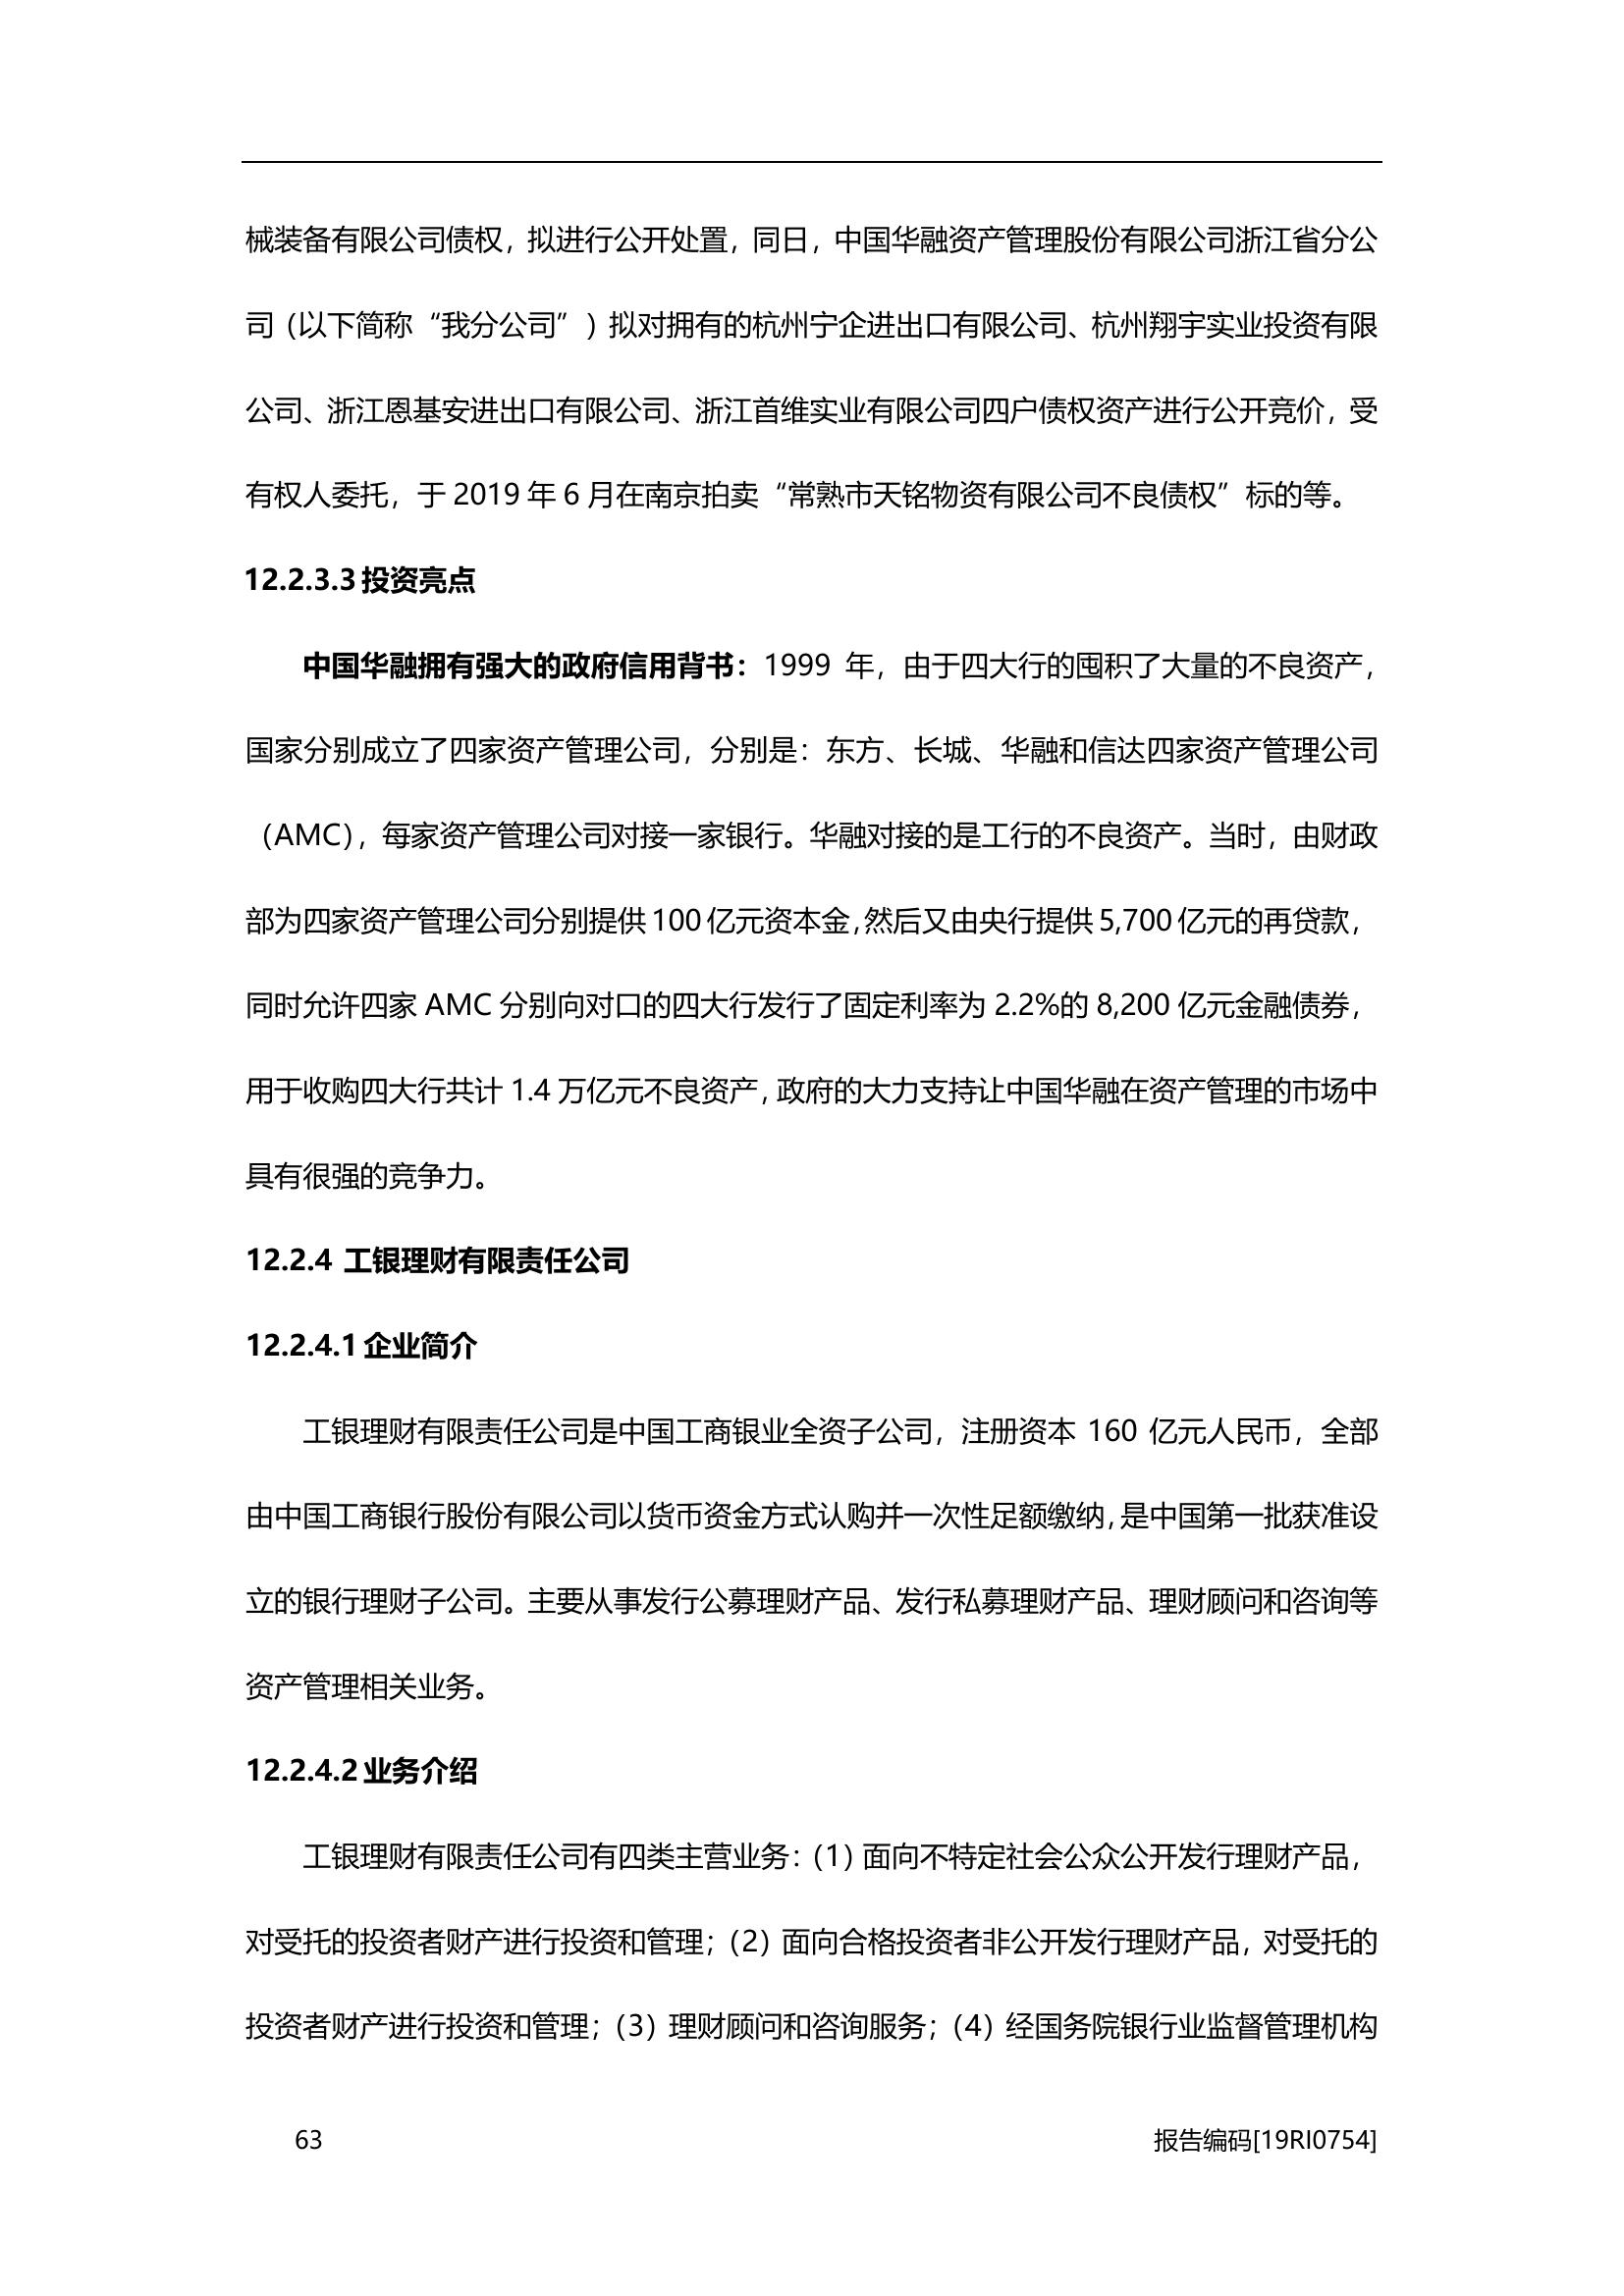 械装备有限公司债权，拟进行公开处置，同日，中国华融资产管理股份有限公司浙江省分公
司（以下简称“我分公司”）拟对拥有的杭州宁企进出口有限公司、杭州翔宇实业投资有限
公司、浙江恩基安进出口有限公司、浙江首维实业有限公司四户债权资产进行公开竞价，受
有权人委托，于 2019 年 6 月在南京拍卖“常熟市天铭物资有限公司不良债权”标的等。
12.2.3.3 投资亮点
中国华融拥有强大的政府信用背书：1999 年，由于四大行的囤积了大量的不良资产，
国家分别成立了四家资产管理公司，分别是：东方、长城、华融和信达四家资产管理公司
（AMC），每家资产管理公司对接一家银行。华融对接的是工行的不良资产。当时，由财政
部为四家资产管理公司分别提供 100 亿元资本金，然后又由央行提供 5,700 亿元的再贷款，
同时允许四家 AMC 分别向对口的四大行发行了固定利率为 2.2%的 8,200 亿元金融债券，
用于收购四大行共计 1.4 万亿元不良资产，政府的大力支持让中国华融在资产管理的市场中
具有很强的竞争力。
12.2.4 工银理财有限责任公司
12.2.4.1 企业简介
工银理财有限责任公司是中国工商银业全资子公司，注册资本 160 亿元人民币，全部
由中国工商银行股份有限公司以货币资金方式认购并一次性足额缴纳，是中国第一批获准设
立的银行理财子公司。主要从事发行公募理财产品、发行私募理财产品、理财顾问和咨询等
资产管理相关业务。
12.2.4.2 业务介绍
工银理财有限责任公司有四类主营业务：（1）面向不特定社会公众公开发行理财产品，
对受托的投资者财产进行投资和管理；（2）面向合格投资者非公开发行理财产品，对受托的
投资者财产进行投资和管理；（3）理财顾问和咨询服务；（4）经国务院银行业监督管理机构
63 报告编码[19RI0754]